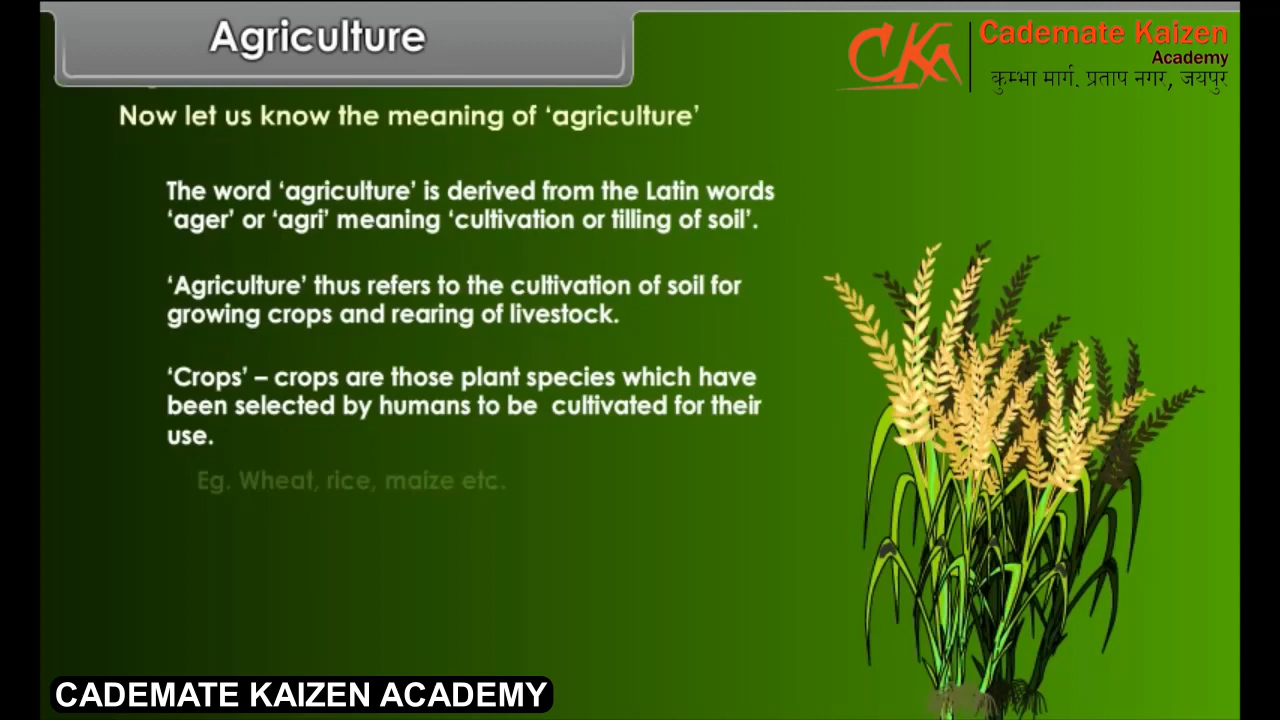 Agriculture
Cademate Kaizen
Academy
कुम्भा मार्ग. प्रताप नगर, जयपुर
CKA
Now let us know the meaning of ‘agriculture’
The word ‘agriculture’ is derived from the Latin words
‘ager’ or ‘agri’ meaning ‘cultivation or tilling of soil’.
‘Agriculture’ thus refers to the cultivation of soil for
growing crops and rearing of livestock.
‘Crops’ – crops are those plant species which have
been selected by humans to be cultivated for their
use.
Eg. Wheat, rice, maize etc.
CADEMATE KAIZEN ACADEMY